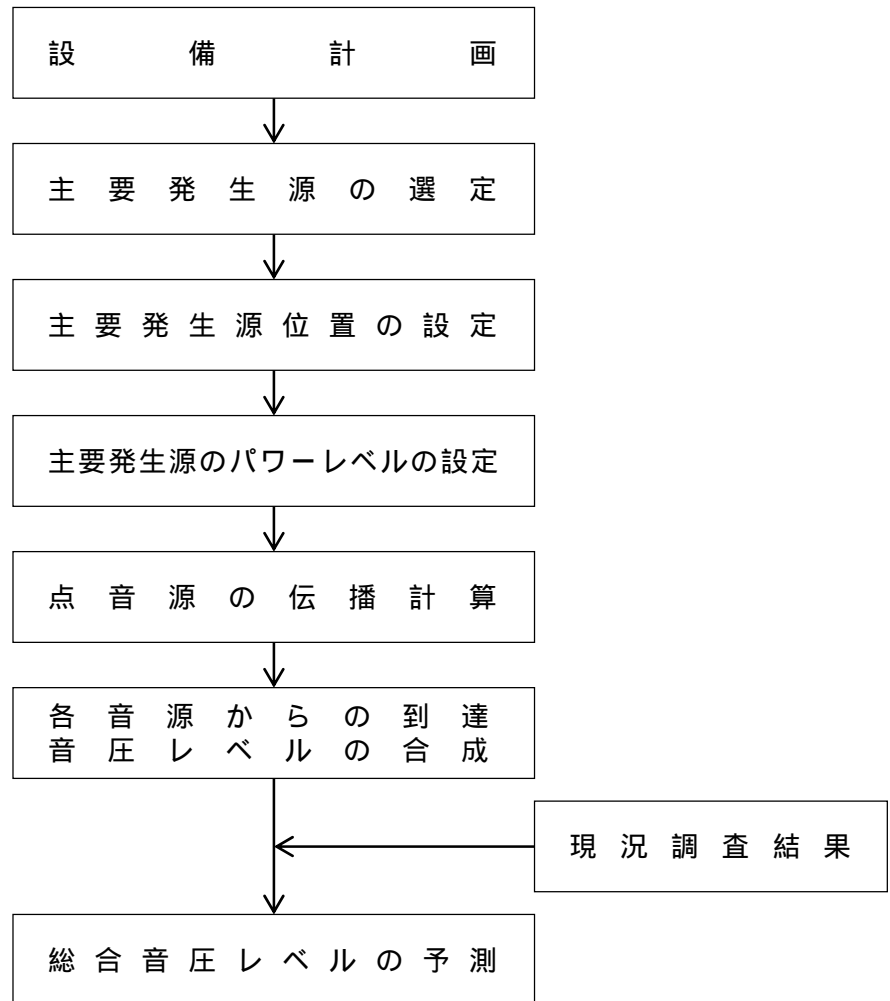 設備計画
主要発生源の選定
主要発生源位置の設定
主要発生源のパワーレベルの設定
点音源の伝播計算
各音源からの到達
音圧レベルの合成
現況調査結果
総合音圧レベルの予測